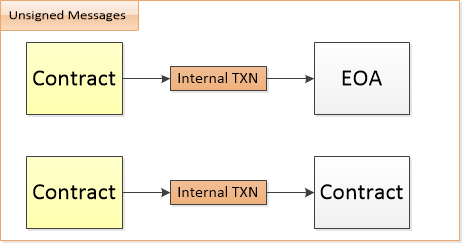 Unsigned Messages
Contract Internal TXN EOA
Contract Internal TXN Contract